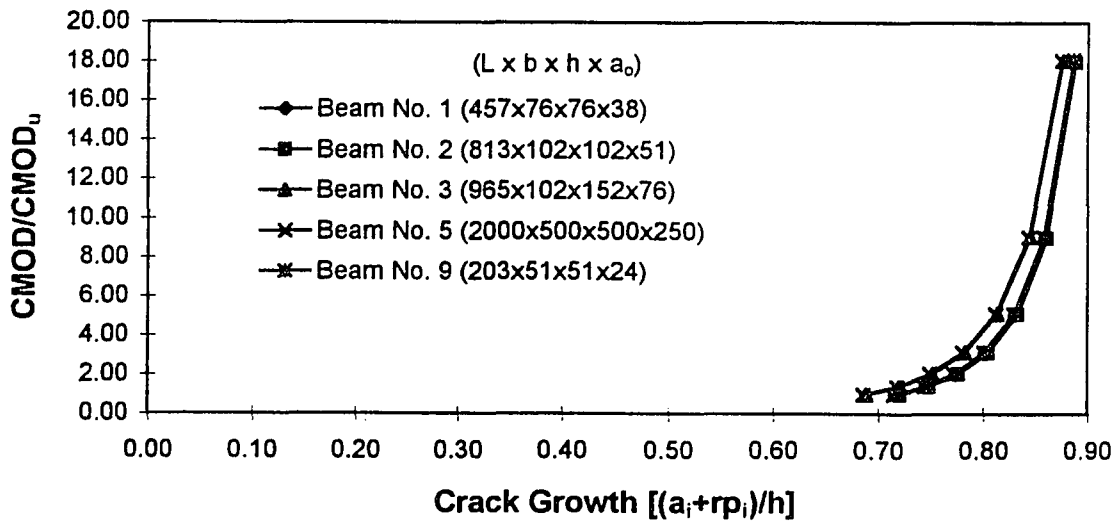 20.00
18.00
16.00
14.00
12.00
10.00
8.00
6.00
4.00
2.00
0.00
CMOD/CMODu
(L x b x h x ao)
Beam No. 1 (457x76x76x38)
Beam No. 2 (813x102x102x51)
Beam No. 3 (965x102x152x76)
Beam No. 5 (2000x500x500x250)
Beam No. 9 (203x51x51x24)
0.00 0.10 0.20 0.30 0.40 0.50 0.60 0.70 0.80 0.90
Crack Growth [(ai+rpi)/h]